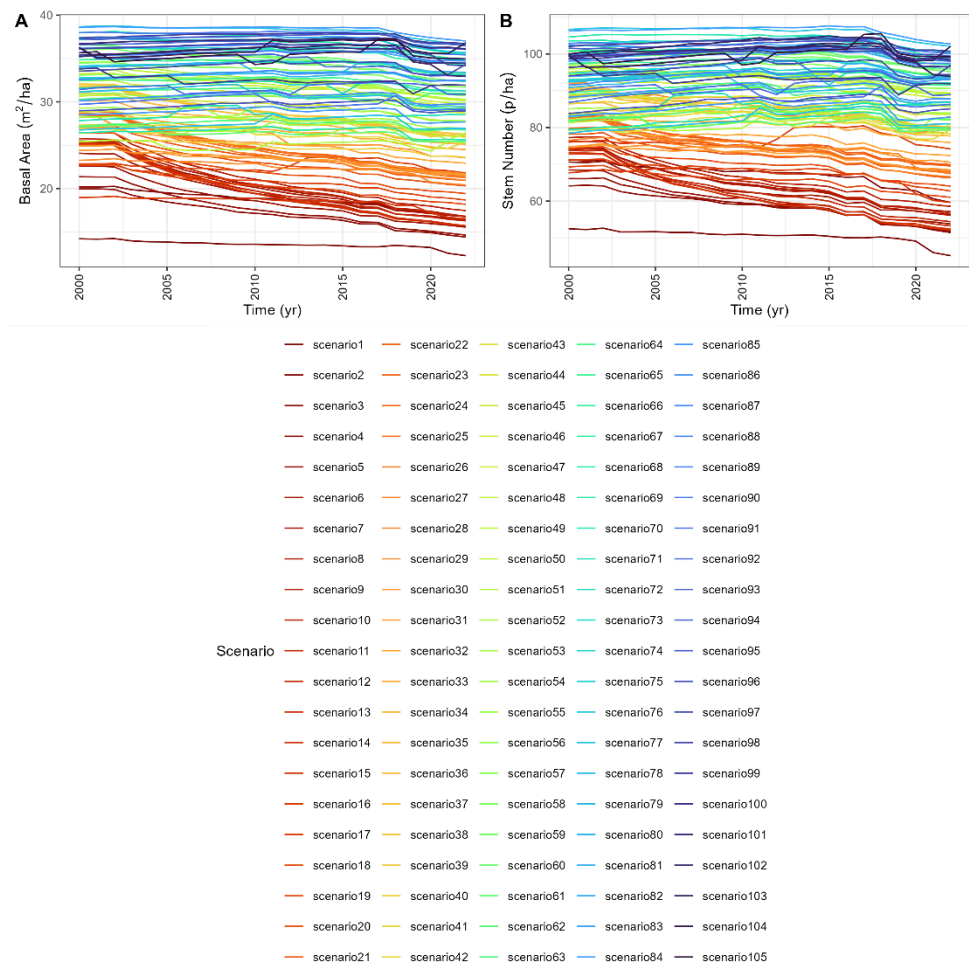 A
B
40
30
20
Basal Area (m²/ha)
2000
2005
2010
2015
2020
Time (yr)
100
80
60
Stem Number (p/ha)
2000
2005
2010
2015
2020
Time (yr)
Scenario
scenario1 scenario22 scenario43 scenario64 scenario85
scenario2 scenario23 scenario44 scenario65 scenario86
scenario3 scenario24 scenario45 scenario66 scenario87
scenario4 scenario25 scenario46 scenario67 scenario88
scenario5 scenario26 scenario47 scenario68 scenario89
scenario6 scenario27 scenario48 scenario69 scenario90
scenario7 scenario28 scenario49 scenario70 scenario91
scenario8 scenario29 scenario50 scenario71 scenario92
scenario9 scenario30 scenario51 scenario72 scenario93
scenario10 scenario31 scenario52 scenario73 scenario94
scenario11 scenario32 scenario53 scenario74 scenario95
scenario12 scenario33 scenario54 scenario75 scenario96
scenario13 scenario34 scenario55 scenario76 scenario97
scenario14 scenario35 scenario56 scenario77 scenario98
scenario15 scenario36 scenario57 scenario78 scenario99
scenario16 scenario37 scenario58 scenario79 scenario100
scenario17 scenario38 scenario59 scenario80 scenario101
scenario18 scenario39 scenario60 scenario81 scenario102
scenario19 scenario40 scenario61 scenario82 scenario103
scenario20 scenario41 scenario62 scenario83 scenario104
scenario21 scenario42 scenario63 scenario84 scenario105